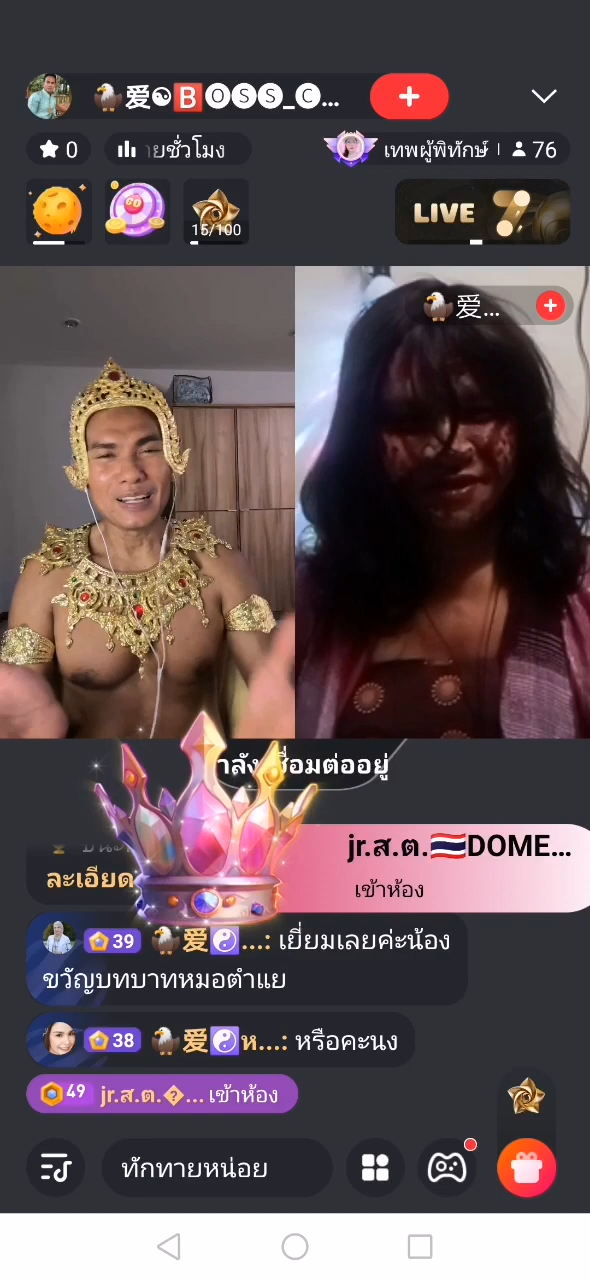 🦅爱☯🅱🅞🅢🅢_🅒...
0
ายชั่วโมง
เทพผู้พิทักษ์
76
GO
15/100
LIVE 7
🦅爱...
าลัง
ชื่อมต่ออยู่
jr.ส.ต.🇹🇭DOME...
เข้าห้อง
ละเอียด
39 🦅爱☯...: เยี่ยมเลยค่ะน้อง
ขวัญบทบาทหมอตำแย
38 🦅爱☯ห...: หรือคะนง
49 jr.ส.ต.�... เข้าห้อง
ทักทายหน่อย